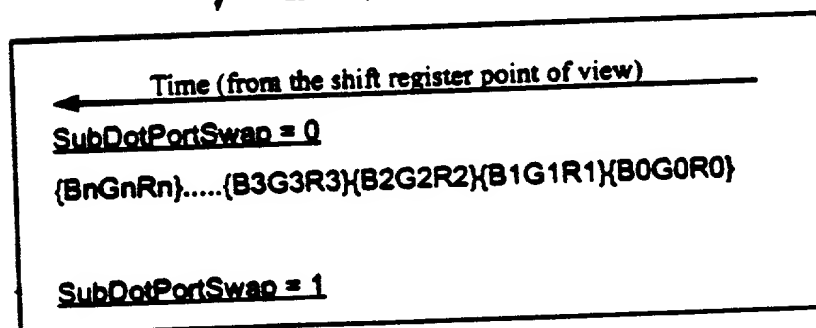 Time (from the shift register point of view)
SubDotPortSwap = 0
{BnGnRn}.....{B3G3R3}{B2G2R2}{B1G1R1}{B0G0R0}
SubDotPortSwap = 1